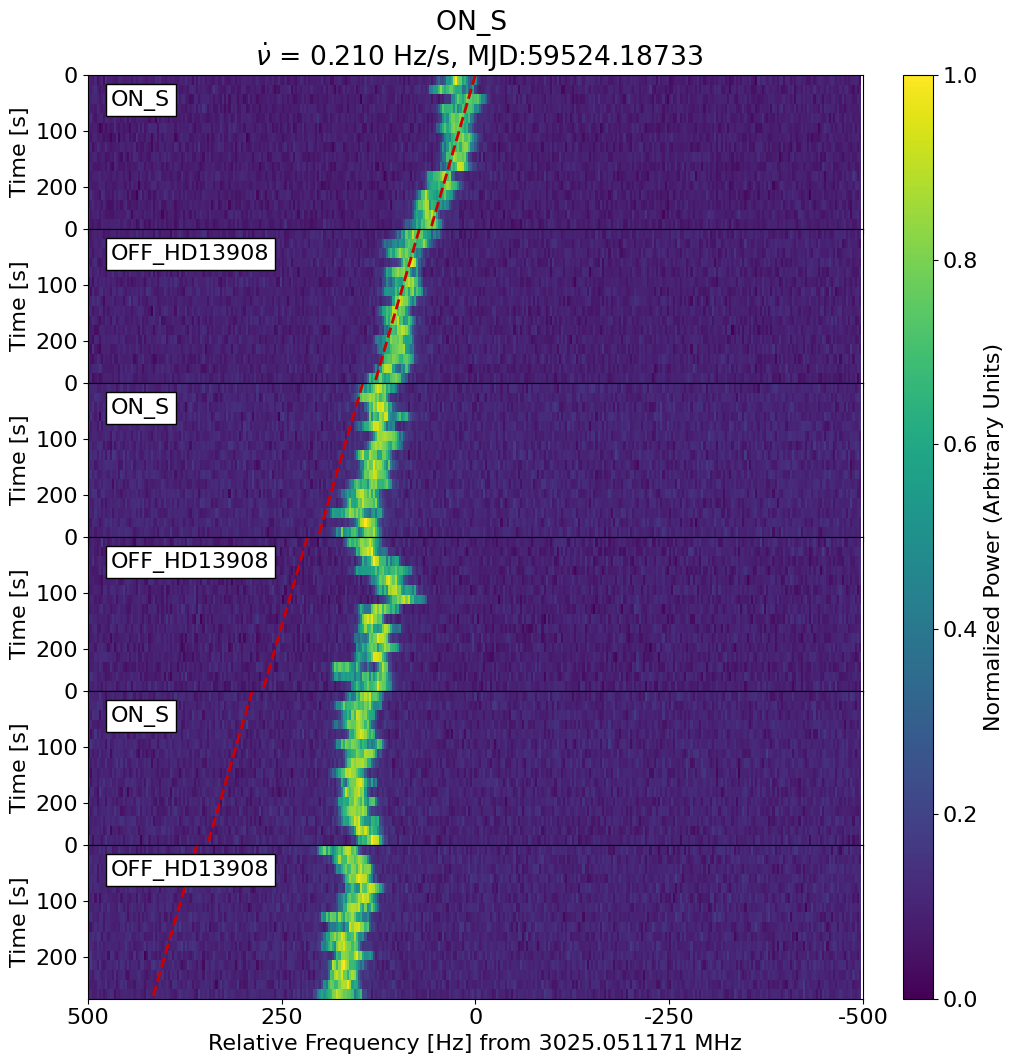 ON_S
ν̇ = 0.210 Hz/s, MJD:59524.18733
0
100
200
Time [s]
ON_S
0
100
200
Time [s]
OFF_HD13908
0
100
200
Time [s]
ON_S
0
100
200
Time [s]
OFF_HD13908
0
100
200
Time [s]
ON_S
0
100
200
Time [s]
OFF_HD13908
500 250 0 -250 -500
Relative Frequency [Hz] from 3025.051171 MHz
1.0
0.8
0.6
0.4
0.2
0.0
Normalized Power (Arbitrary Units)